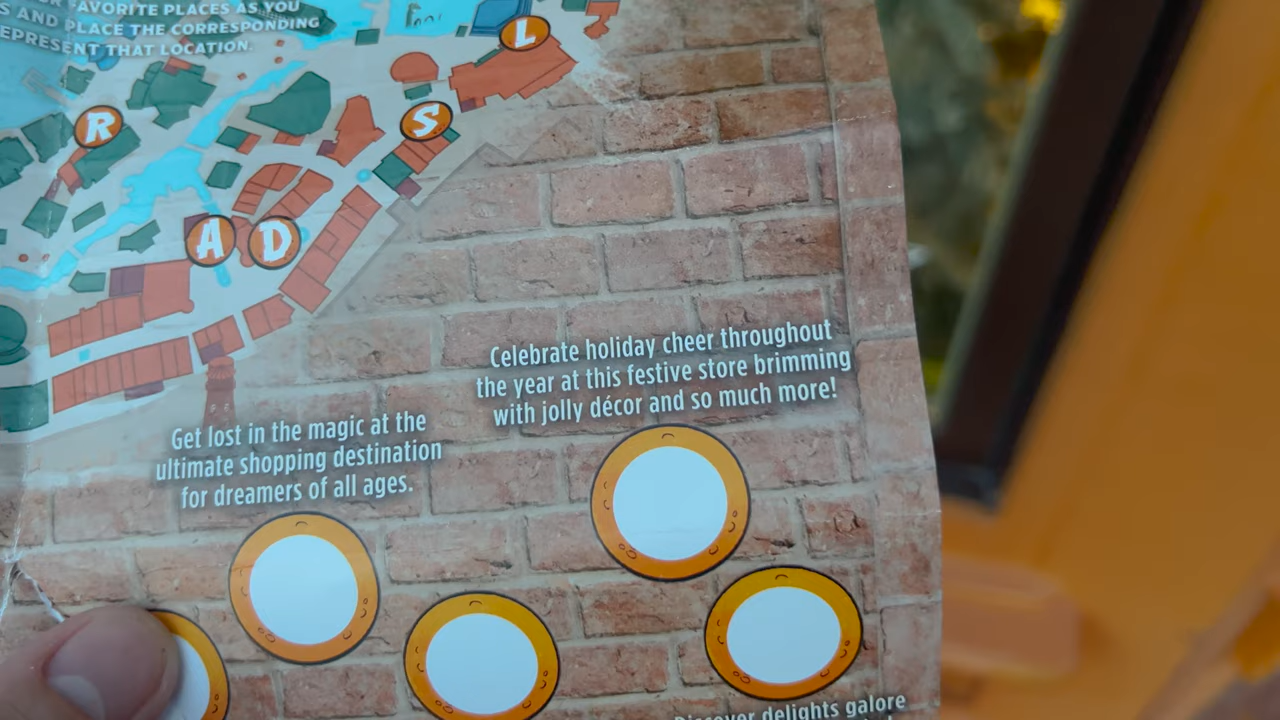 FAVORITE PLACES AS YOU
AND PLACE THE CORRESPONDING
REPRESENT THAT LOCATION.
L
S
R
A
D
Celebrate holiday cheer throughout
the year at this festive store brimming
with jolly décor and so much more!
Get lost in the magic at the
ultimate shopping destination
for dreamers of all ages.
Discover delights galore